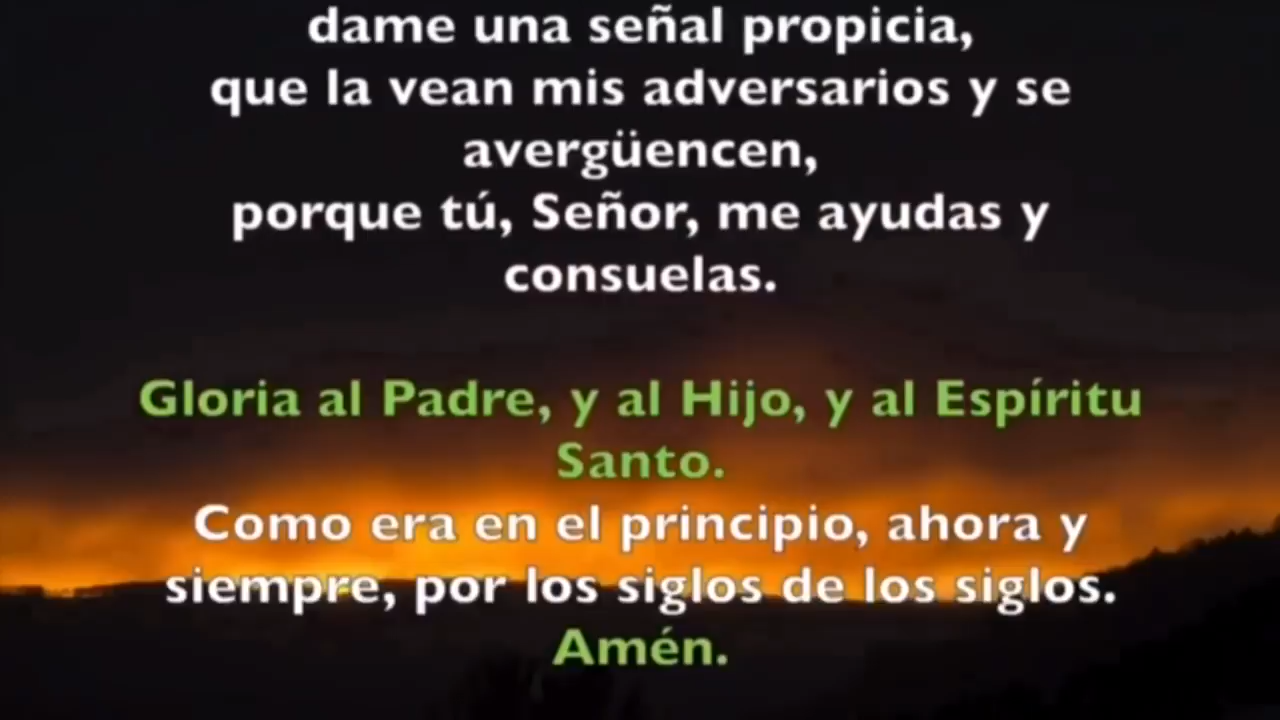 dame una señal propicia,
que la vean mis adversarios y se
avergüencen,
porque tú, Señor, me ayudas y
consuelas.
Gloria al Padre, y al Hijo, y al Espíritu
Santo.
Como era en el principio, ahora y
siempre, por los siglos de los siglos.
Amén.